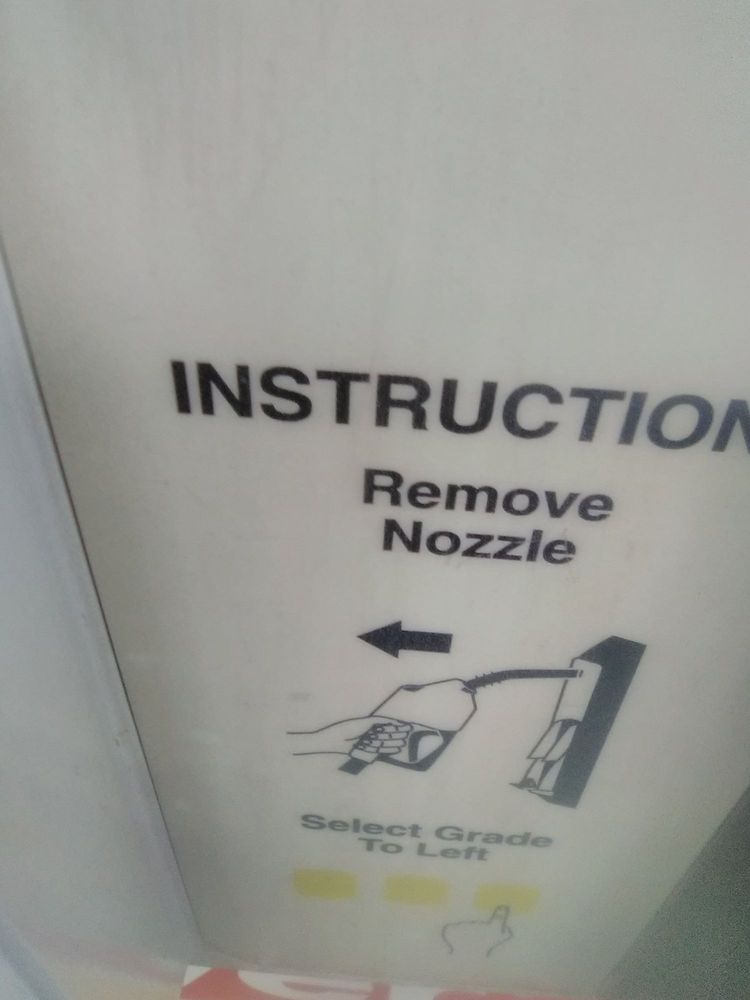 INSTRUCTION
Remove
Nozzle
Select Grade
To Left